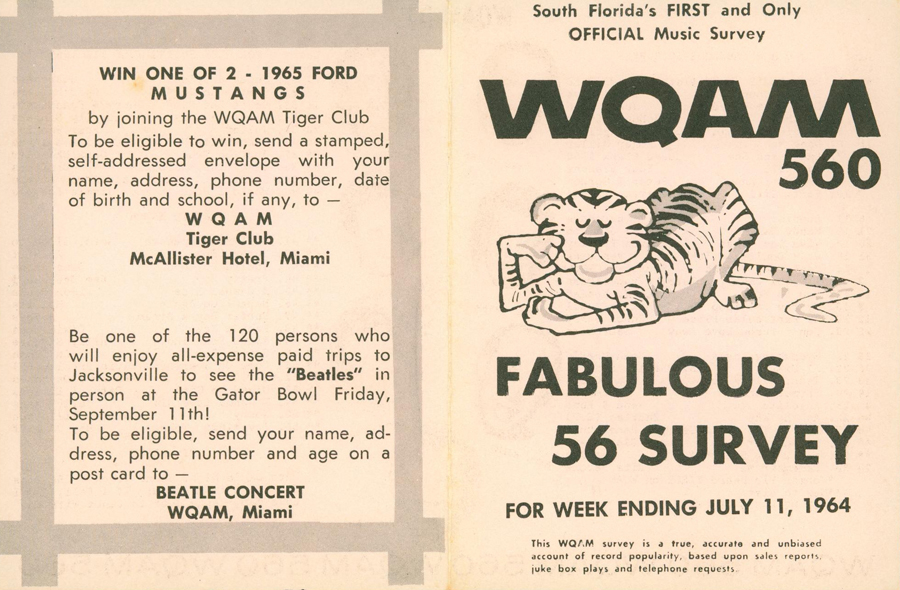 WIN ONE OF 2 - 1965 FORD
MUSTANGS
by joining the WQAM Tiger Club
To be eligible to win, send a stamped,
self-addressed envelope with your
name, address, phone number, date
of birth and school, if any, to —
WQAM
Tiger Club
McAllister Hotel, Miami
Be one of the 120 persons who
will enjoy all-expense paid trips to
Jacksonville to see the "Beatles" in
person at the Gator Bowl Friday,
September 11th!
To be eligible, send your name, ad-
dress, phone number and age on a
post card to —
BEATLE CONCERT
WQAM, Miami
South Florida's FIRST and Only
OFFICIAL Music Survey
WQAM
560
FABULOUS
56 SURVEY
FOR WEEK ENDING JULY 11, 1964
This WQAM survey is a true, accurate and unbiased
account of record popularity, based upon sales reports,
juke box plays and telephone requests.